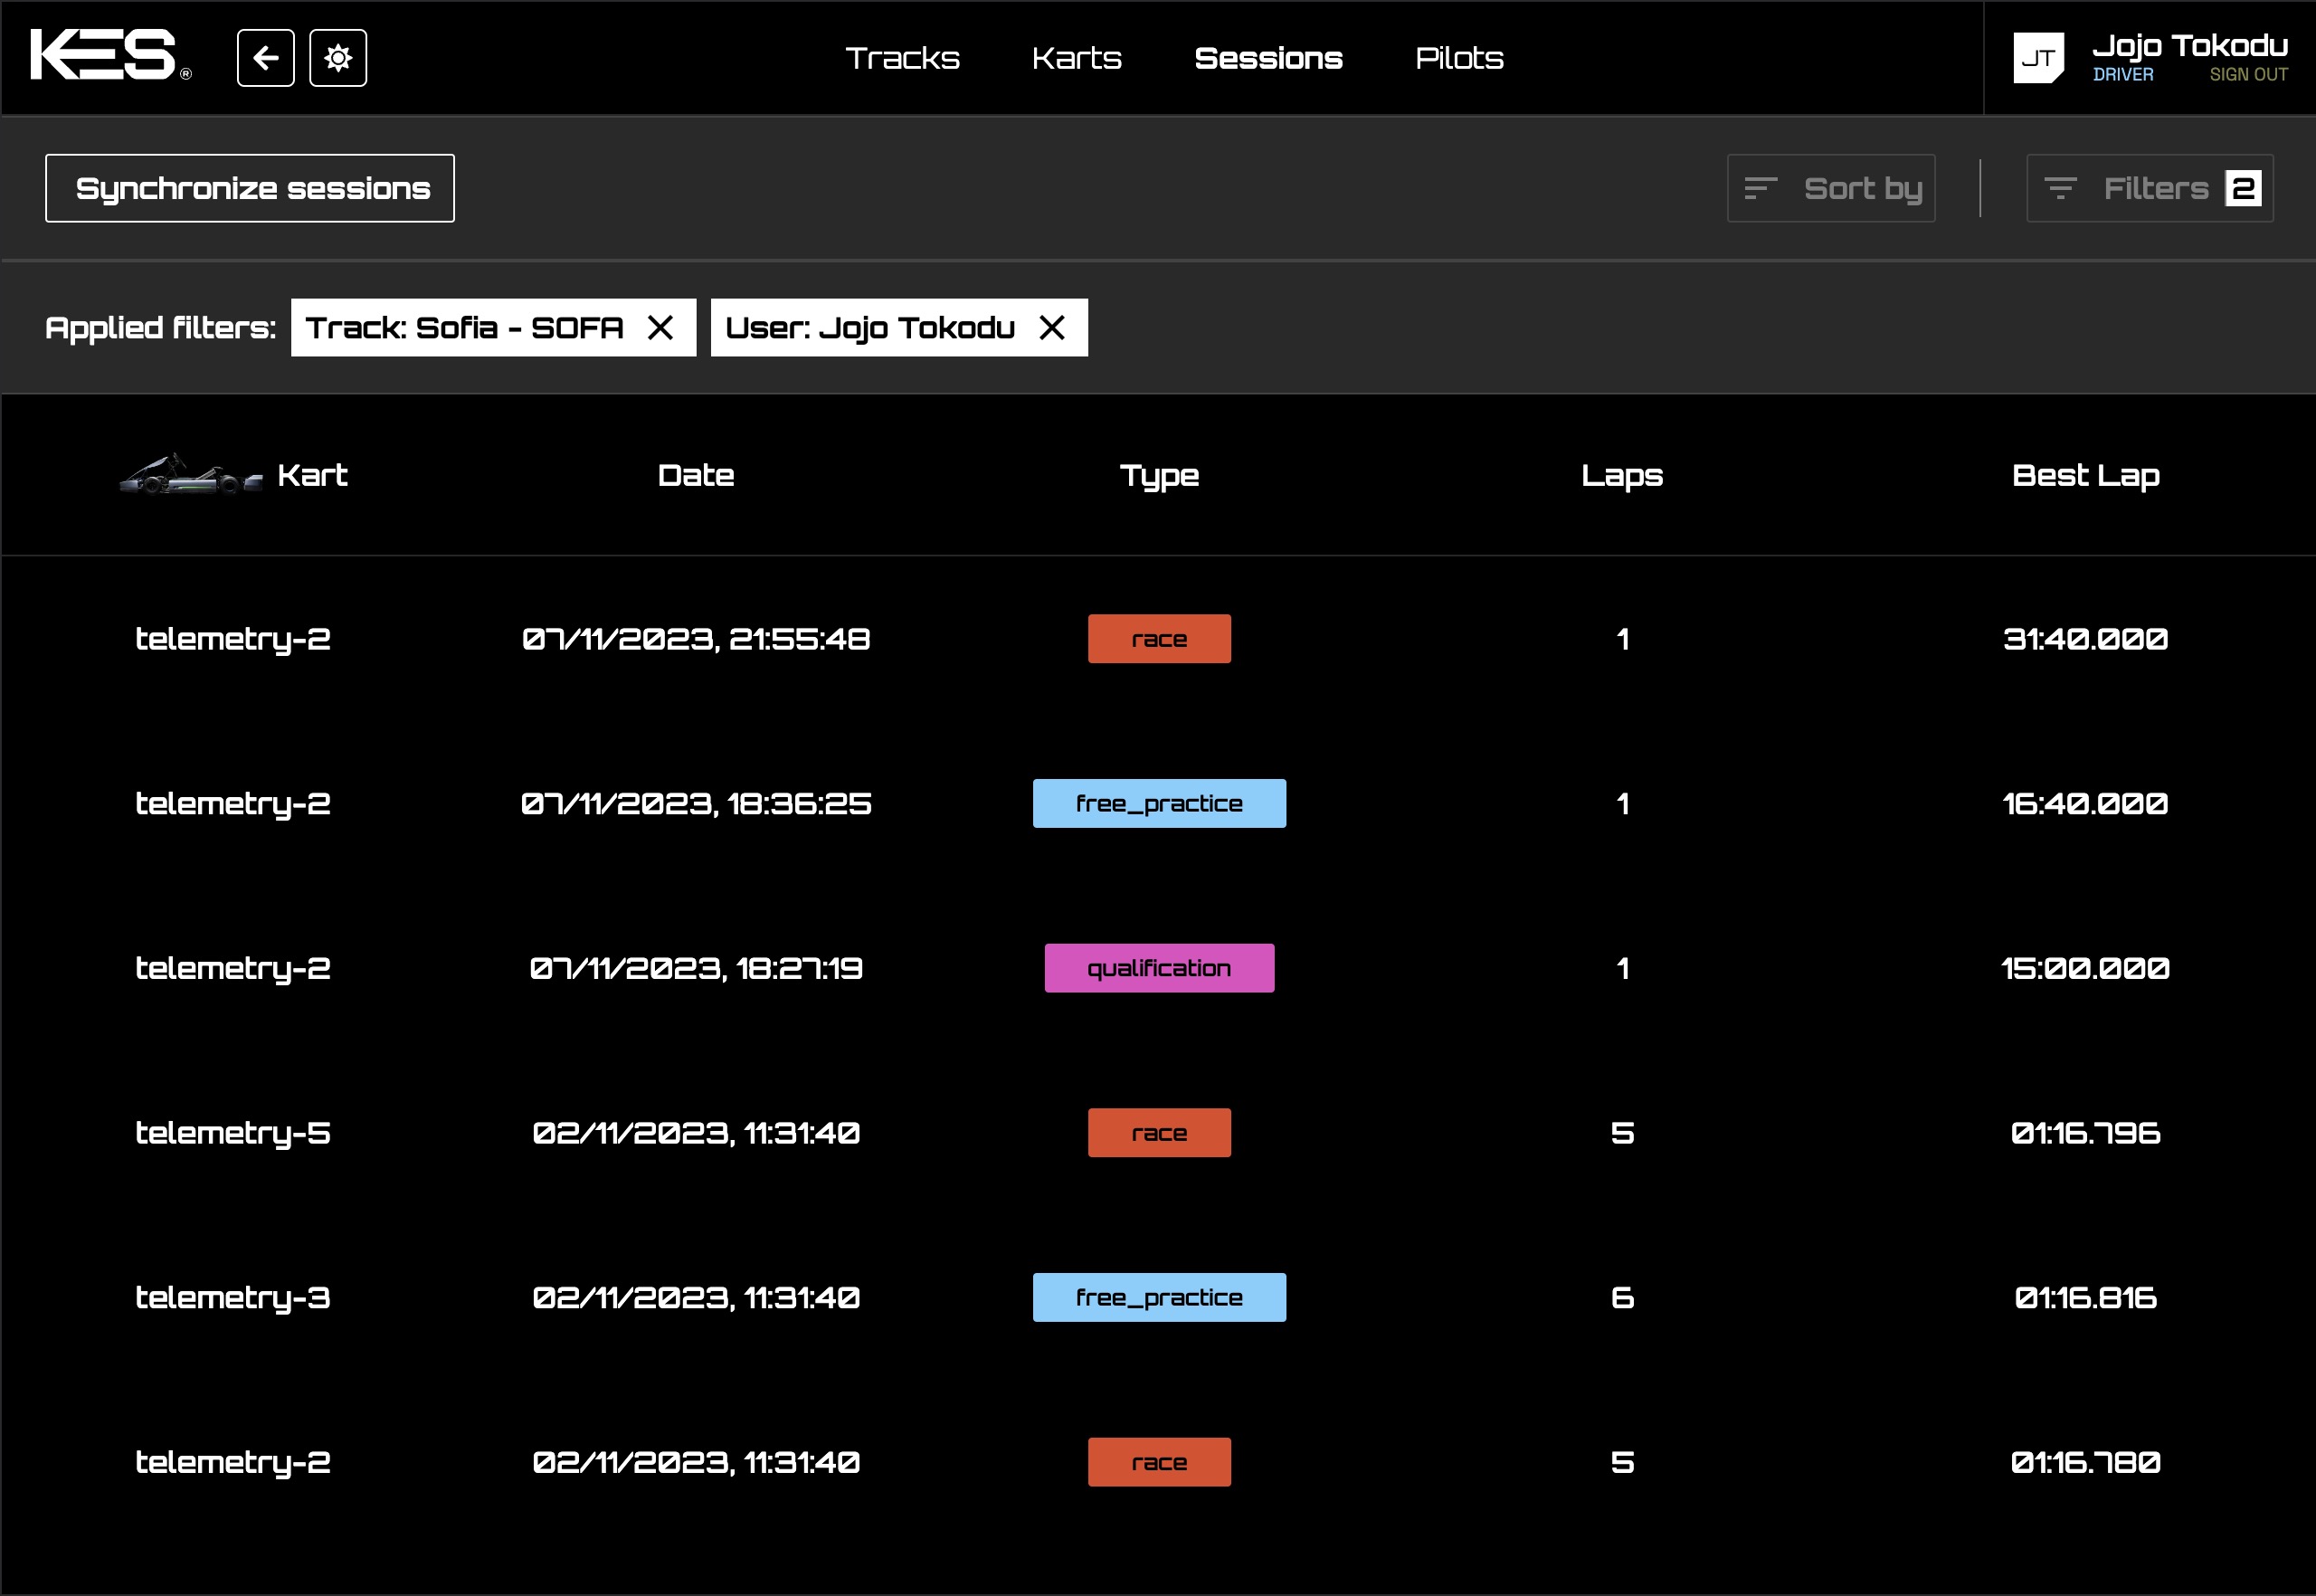 KES ®
Tracks Karts Sessions Pilots
JT
Jojo Tokodu
DRIVER SIGN OUT
Synchronize sessions
Sort by
Filters 2
Applied filters: Track: Sofia - SOFA User: Jojo Tokodu
Kart Date Type Laps Best Lap
telemetry-2 07/11/2023, 21:55:48 race 1 31:40.000
telemetry-2 07/11/2023, 18:36:25 free_practice 1 16:40.000
telemetry-2 07/11/2023, 18:27:19 qualification 1 15:00.000
telemetry-5 02/11/2023, 11:31:40 race 5 01:16.796
telemetry-3 02/11/2023, 11:31:40 free_practice 6 01:16.816
telemetry-2 02/11/2023, 11:31:40 race 5 01:16.780